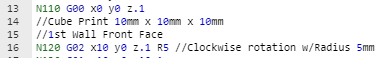 13 N110 G00 x0 y0 z.1
14 //Cube Print 10mm x 10mm x 10mm
15 //1st Wall Front Face
16 N120 G02 x10 y0 z.1 R5 //Clockwise rotation w/Radius 5mm